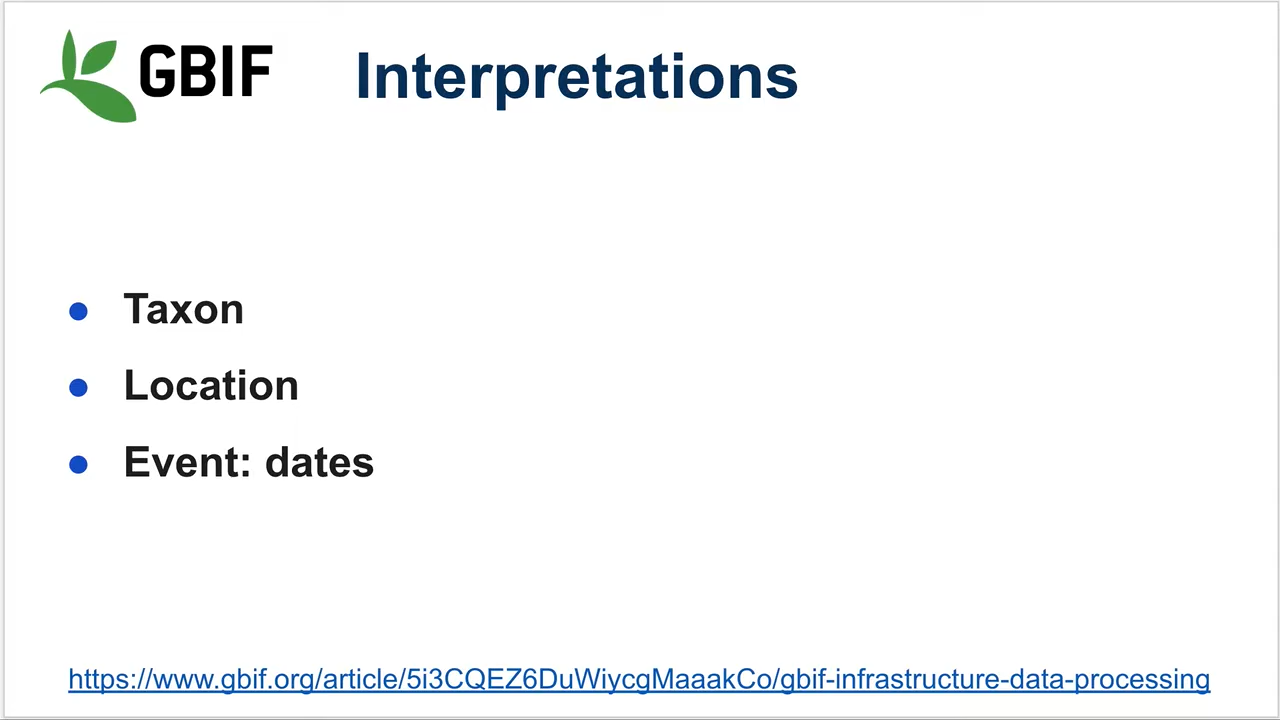 GBIF
Interpretations
● Taxon
● Location
● Event: dates
https://www.gbif.org/article/5i3CQEZ6DuWiycgMaaakCo/gbif-infrastructure-data-processing